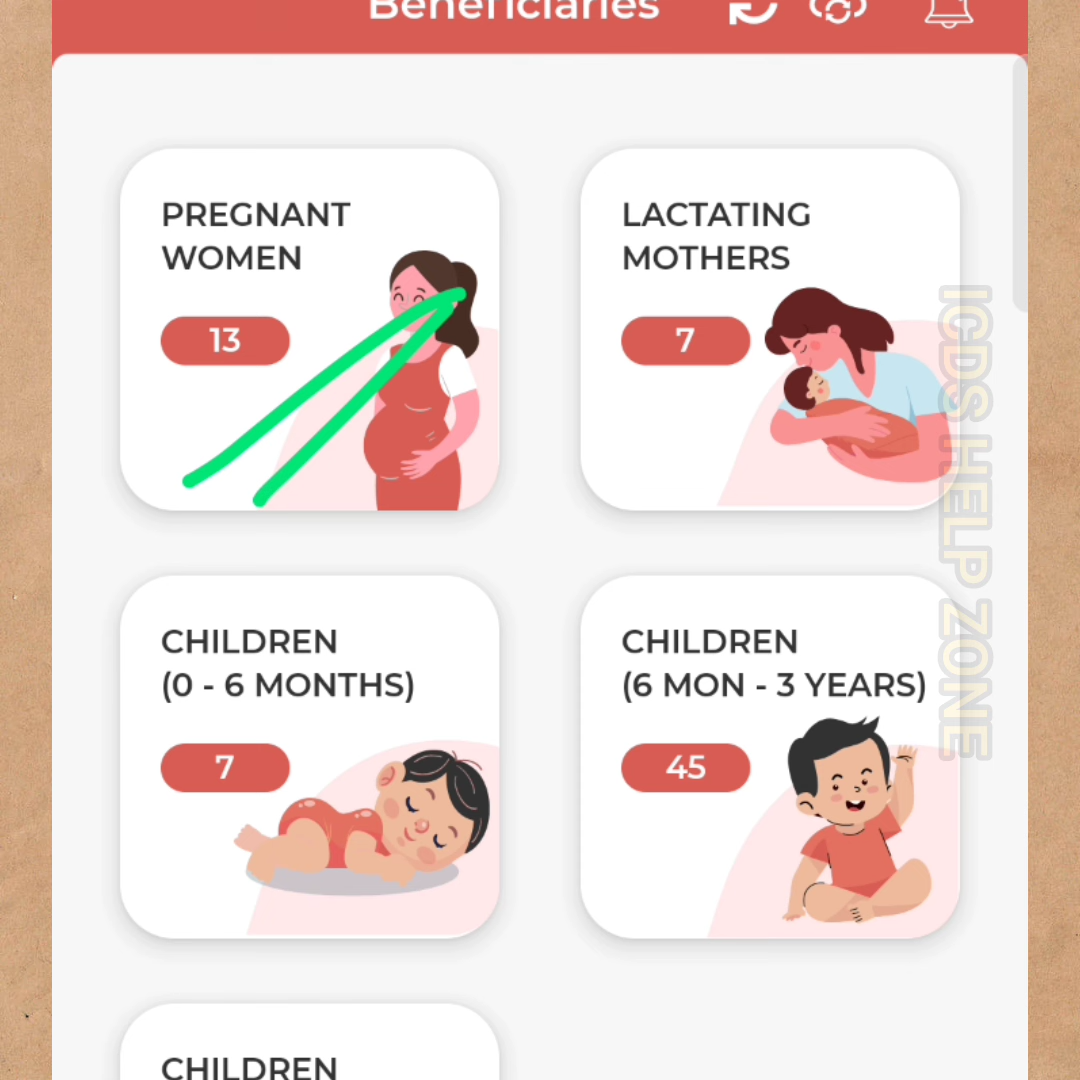 Beneficiaries
PREGNANT
WOMEN
13
LACTATING
MOTHERS
7
CHILDREN
(0 - 6 MONTHS)
7
CHILDREN
(6 MON - 3 YEARS)
45
CHILDREN
ICDS HELP ZONE